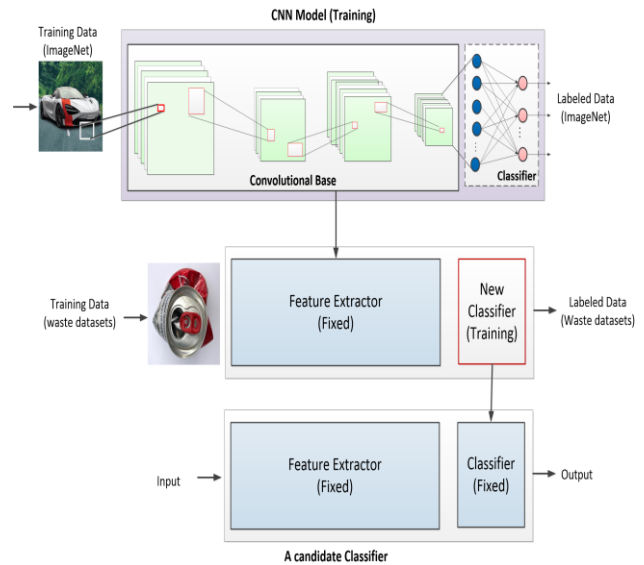 CNN Model (Training)
Training Data
(ImageNet)
Labeled Data
(ImageNet)
Convolutional Base
Classifier
Training Data
(waste datasets)
Feature Extractor
(Fixed)
New
Classifier
(Training)
Labeled Data
(Waste datasets)
Input
Feature Extractor
(Fixed)
Classifier
(Fixed)
Output
A candidate Classifier